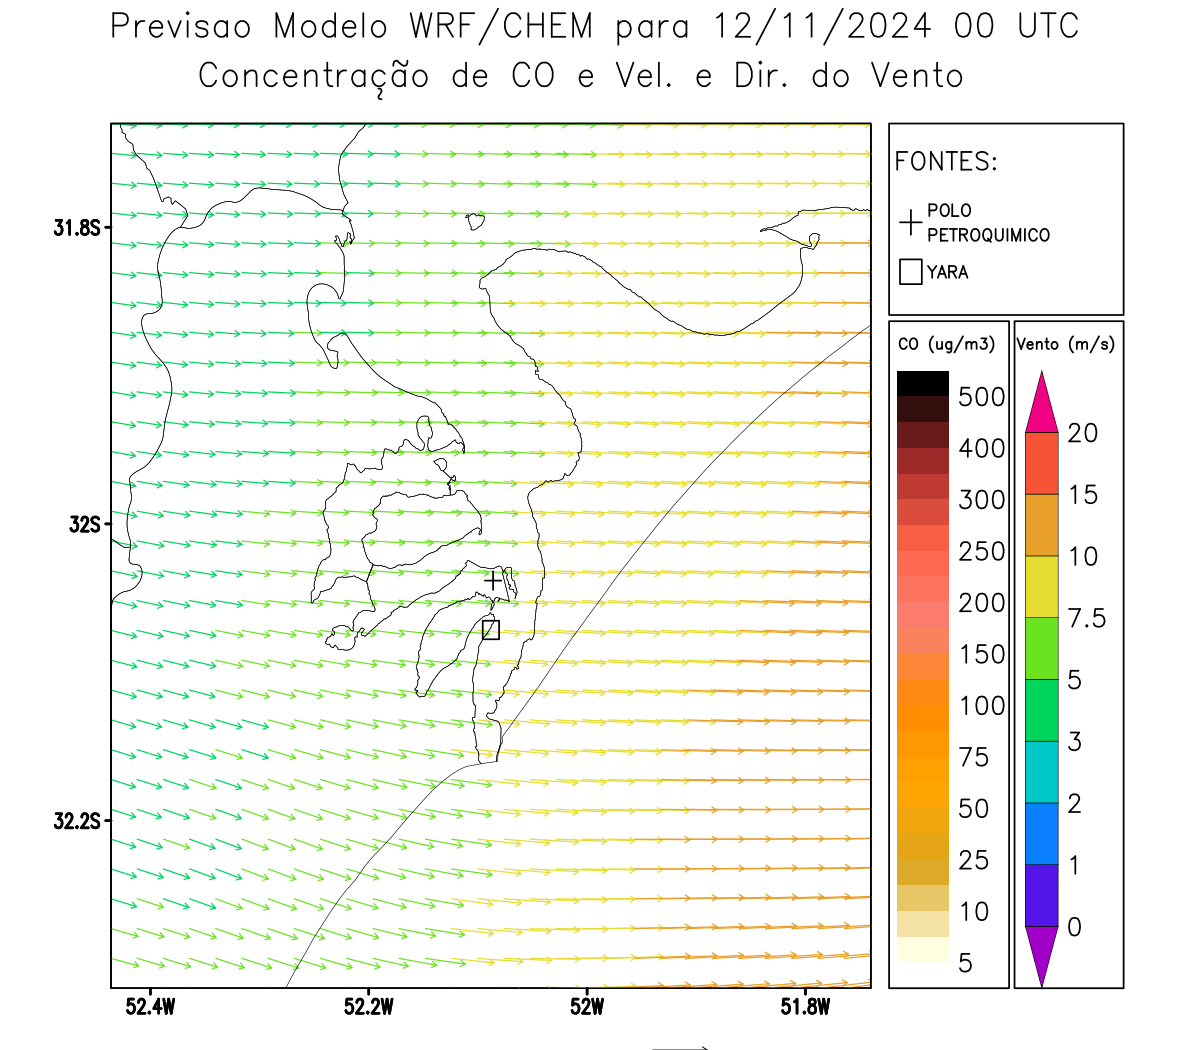 Previsao Modelo WRF/CHEM para 12/11/2024 00 UTC
Concentração de CO e Vel. e Dir. do Vento
FONTES:
POLO
PETROQUIMICO
YARA
31.8S
32S
32.2S
52.4W
52.2W
52W
51.8W
CO (ug/m3)
500
400
300
250
200
150
100
75
50
25
10
5
Vento (m/s)
20
15
10
7.5
5
3
2
1
0